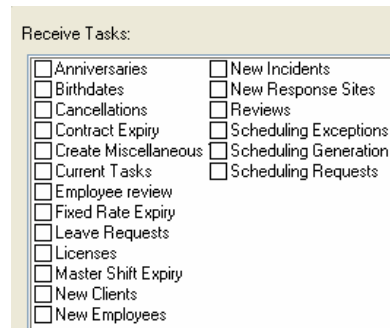 Receive Tasks:
Anniversaries
Birthdates
Cancellations
Contract Expiry
Create Miscellaneous
Current Tasks
Employee review
Fixed Rate Expiry
Leave Requests
Licenses
Master Shift Expiry
New Clients
New Employees
New Incidents
New Response Sites
Reviews
Scheduling Exceptions
Scheduling Generation
Scheduling Requests